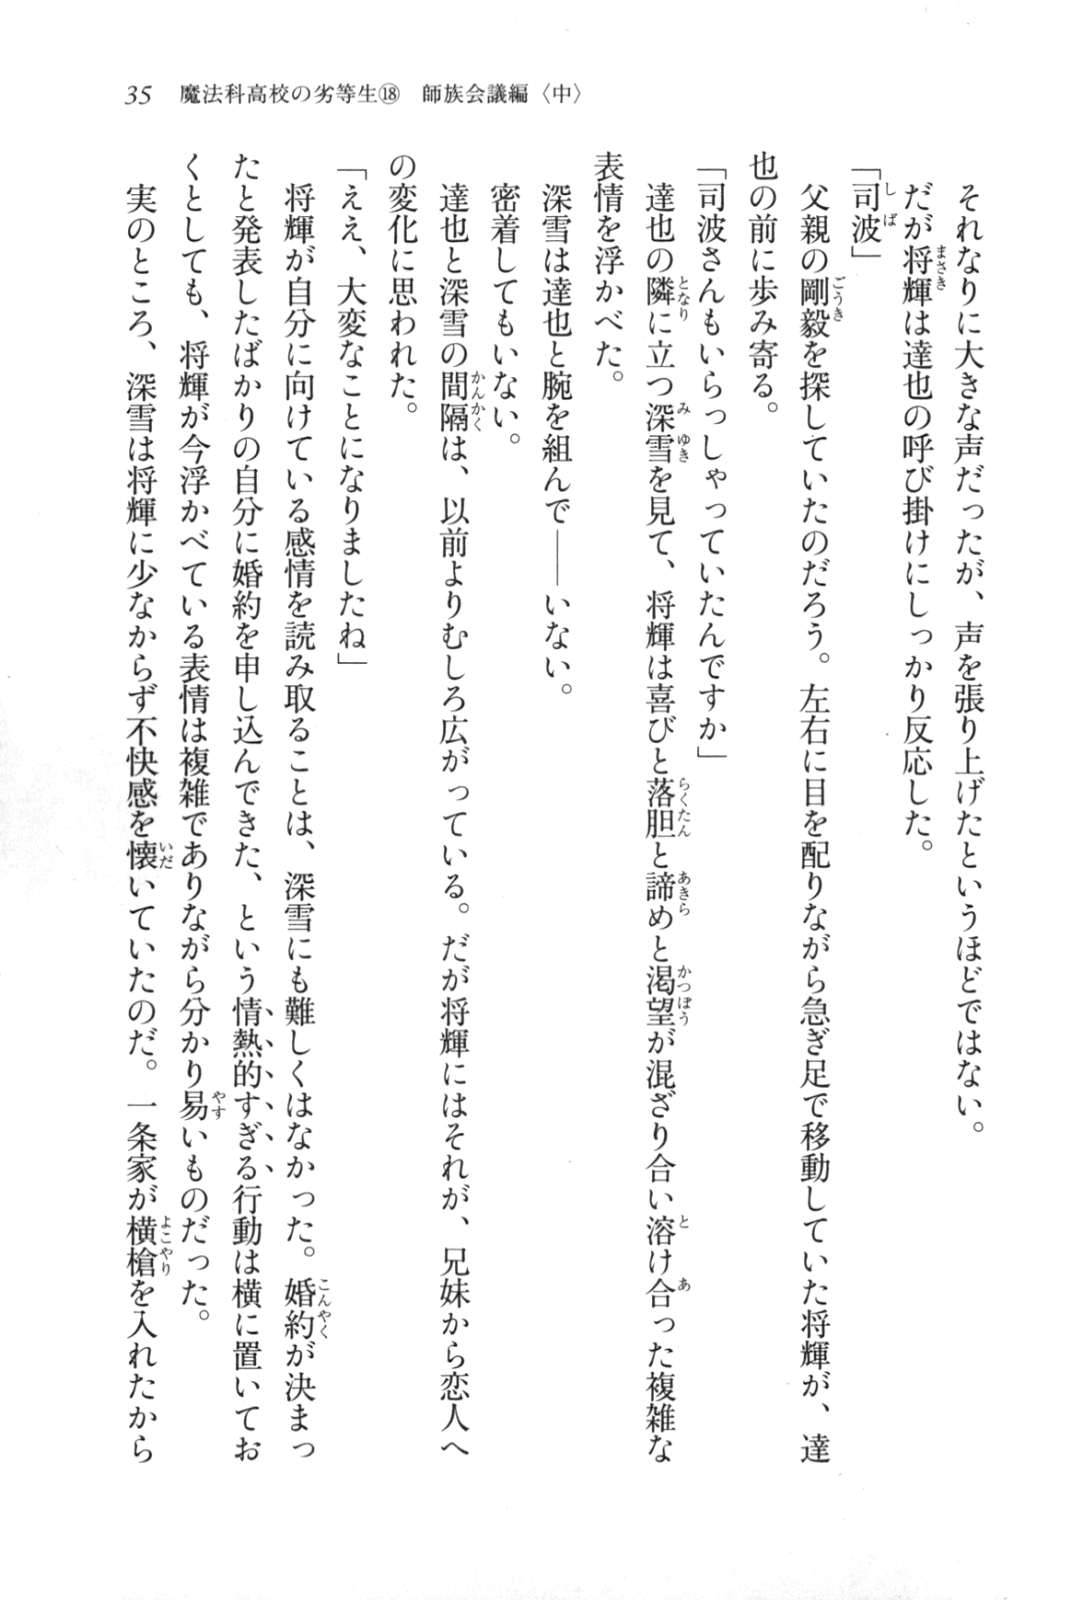 35　魔法科高校の劣等生⑱　師族会議編〈中〉
　それなりに大きな声だったが、声を張り上げたというほどではない。
　だが将輝は達也の呼び掛けにしっかり反応した。
「司波」
　父親の剛毅を探していたのだろう。左右に目を配りながら急ぎ足で移動していた将輝が、達
也の前に歩み寄る。
「司波さんもいらっしゃっていたんですか」
　達也の隣に立つ深雪を見て、将輝は喜びと落胆と諦めと渇望が混ざり合い溶け合った複雑な
表情を浮かべた。
　深雪は達也と腕を組んで――いない。
　密着してもいない。
　達也と深雪の間隔は、以前よりむしろ広がっている。だが将輝にはそれが、兄妹から恋人へ
の変化に思われた。
「ええ、大変なことになりましたね」
　将輝が自分に向けている感情を読み取ることは、深雪にも難しくはなかった。婚約が決まっ
たと発表したばかりの自分に婚約を申し込んできた、という情熱的すぎる行動は横に置いてお
くとしても、将輝が今浮かべている表情は複雑でありながら分かり易いものだった。
　実のところ、深雪は将輝に少なからず不快感を懐いていたのだ。一条家が横槍を入れたから